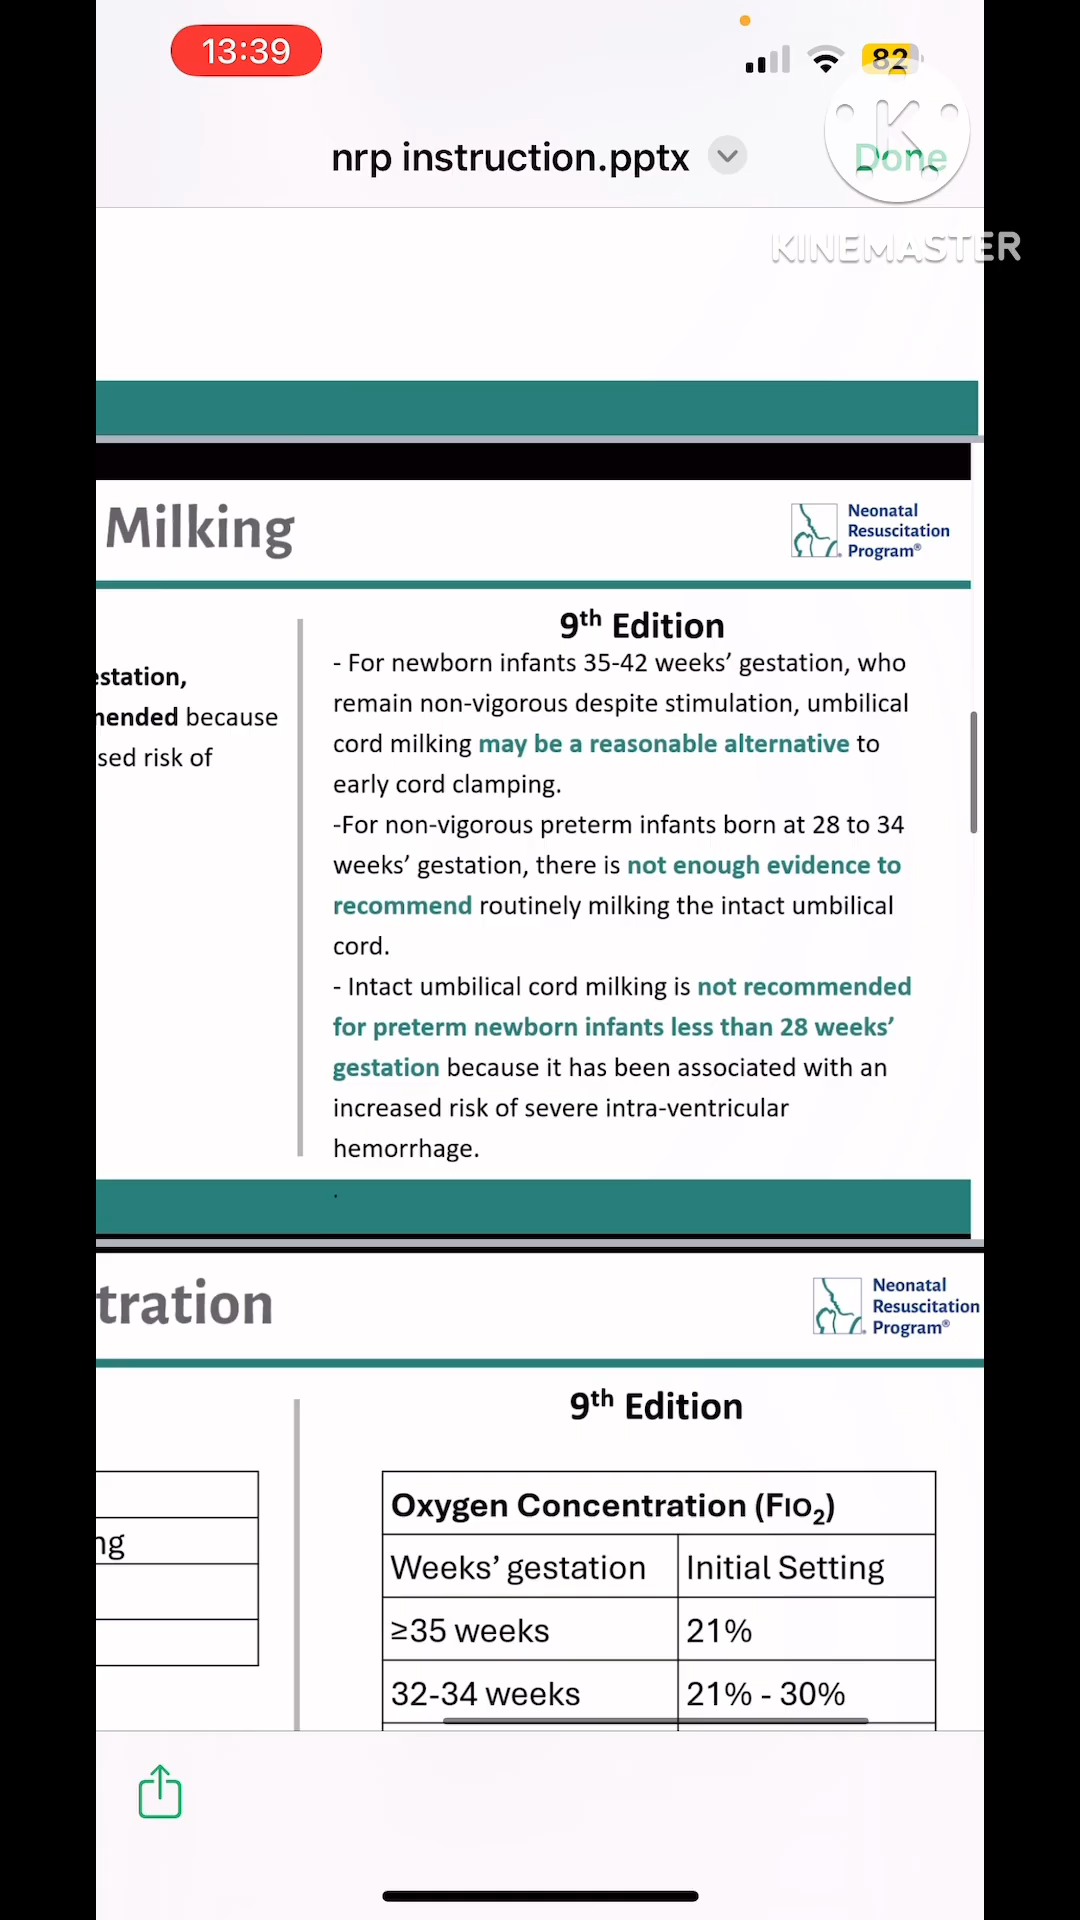 13:39
82
nrp instruction.pptx
Done
K
KINEMASTER
Milking
Neonatal
Resuscitation
Program®
9th Edition
estation,
mended because
sed risk of
- For newborn infants 35-42 weeks’ gestation, who
remain non-vigorous despite stimulation, umbilical
cord milking may be a reasonable alternative to
early cord clamping.
-For non-vigorous preterm infants born at 28 to 34
weeks’ gestation, there is not enough evidence to
recommend routinely milking the intact umbilical
cord.
- Intact umbilical cord milking is not recommended
for preterm newborn infants less than 28 weeks’
gestation because it has been associated with an
increased risk of severe intra-ventricular
hemorrhage.
.
tration
Neonatal
Resuscitation
Program®
9th Edition
ng
Oxygen Concentration (FIO₂)
Weeks’ gestation Initial Setting
≥35 weeks 21%
32-34 weeks 21% - 30%